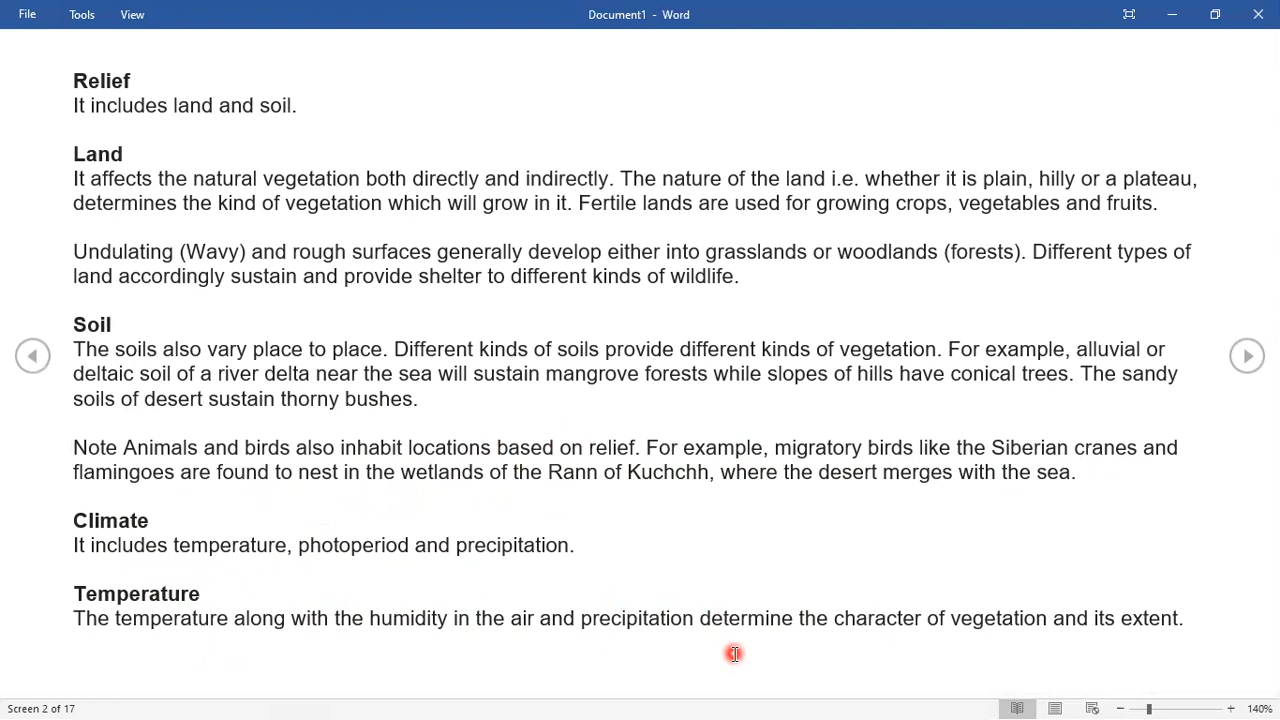 File Tools View Document1 - Word
Relief
It includes land and soil.
Land
It affects the natural vegetation both directly and indirectly. The nature of the land i.e. whether it is plain, hilly or a plateau,
determines the kind of vegetation which will grow in it. Fertile lands are used for growing crops, vegetables and fruits.
Undulating (Wavy) and rough surfaces generally develop either into grasslands or woodlands (forests). Different types of
land accordingly sustain and provide shelter to different kinds of wildlife.
Soil
The soils also vary place to place. Different kinds of soils provide different kinds of vegetation. For example, alluvial or
deltaic soil of a river delta near the sea will sustain mangrove forests while slopes of hills have conical trees. The sandy
soils of desert sustain thorny bushes.
Note Animals and birds also inhabit locations based on relief. For example, migratory birds like the Siberian cranes and
flamingoes are found to nest in the wetlands of the Rann of Kuchchh, where the desert merges with the sea.
Climate
It includes temperature, photoperiod and precipitation.
Temperature
The temperature along with the humidity in the air and precipitation determine the character of vegetation and its extent.
Screen 2 of 17 140%